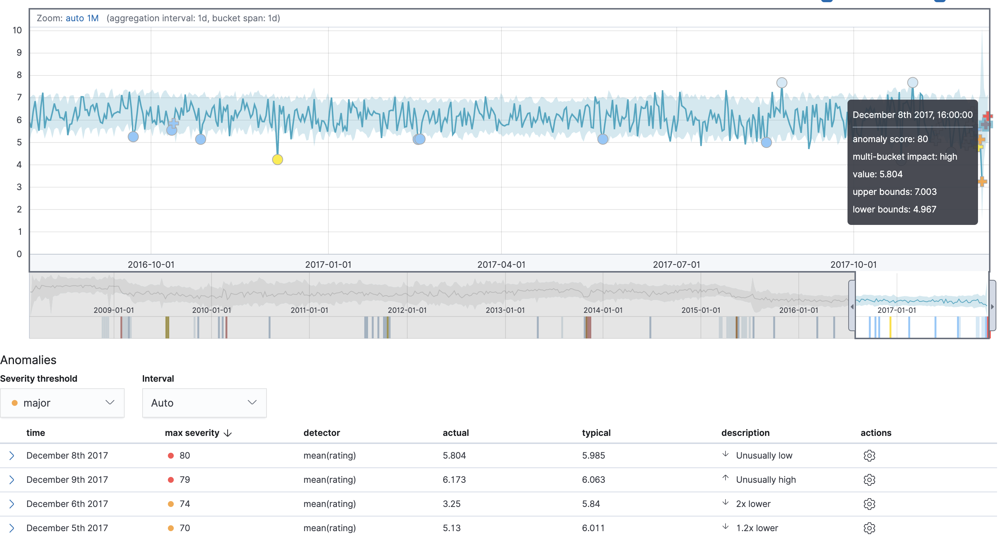 Zoom: auto 1M (aggregation interval: 1d, bucket span: 1d)
10
9
8
7
6
5
4
3
2
1
0
December 8th 2017, 16:00:00
anomaly score: 80
multi-bucket impact: high
value: 5.804
upper bounds: 7.003
lower bounds: 4.967
2016-10-01 2017-01-01 2017-04-01 2017-07-01 2017-10-01
2009-01-01 2010-01-01 2011-01-01 2012-01-01 2013-01-01 2014-01-01 2015-01-01 2016-01-01 2017-01-01
Anomalies
Severity threshold Interval
major Auto
time max severity detector actual typical description actions
December 8th 2017 80 mean(rating) 5.804 5.985 Unusually low
December 9th 2017 79 mean(rating) 6.173 6.063 Unusually high
December 6th 2017 74 mean(rating) 3.25 5.84 2x lower
December 5th 2017 70 mean(rating) 5.13 6.011 1.2x lower